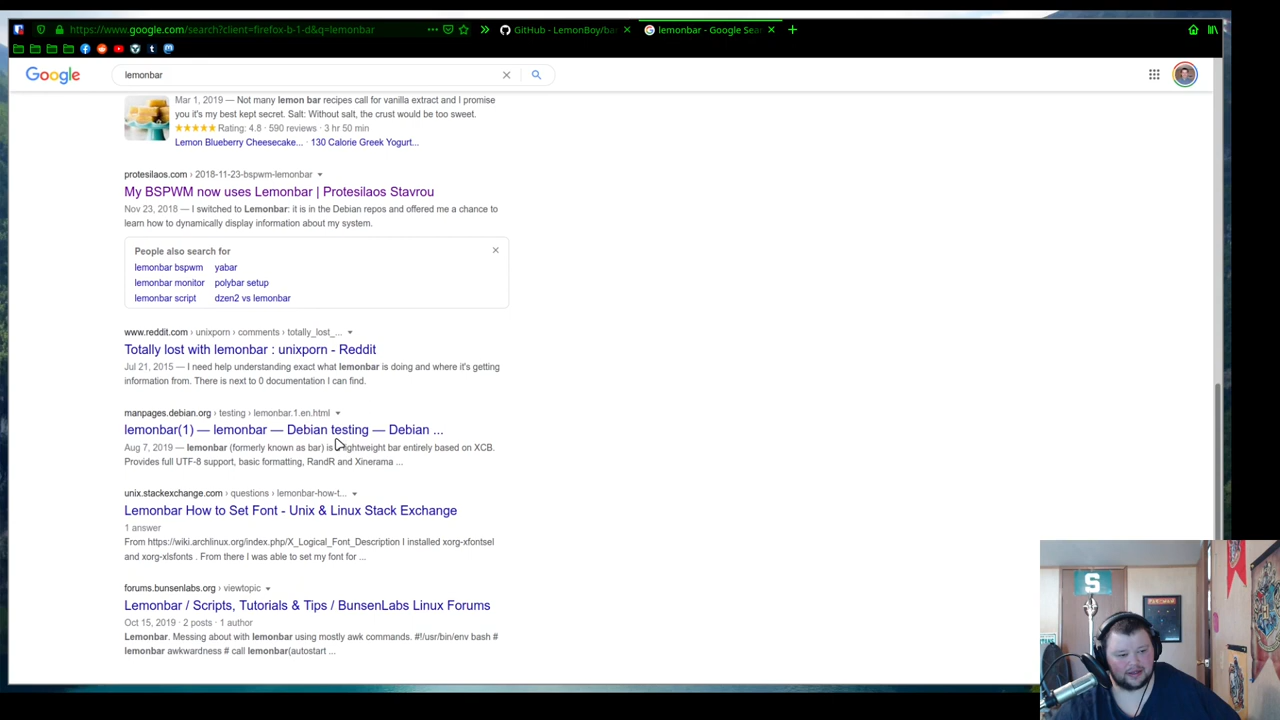 https://www.google.com/search?client=firefox-b-1-d&q=lemonbar
GitHub - LemonBoy/ba
lemonbar - Google Sea
Google
lemonbar
Mar 1, 2019 — Not many lemon bar recipes call for vanilla extract and I promise
you it's my best kept secret. Salt: Without salt, the crust would be too sweet.
★★★★★ Rating: 4.8 · 590 reviews · 3 hr 50 min
Lemon Blueberry Cheesecake... · 130 Calorie Greek Yogurt...
protesilaos.com › 2018-11-23-bspwm-lemonbar
My BSPWM now uses Lemonbar | Protesilaos Stavrou
Nov 23, 2018 — I switched to Lemonbar: it is in the Debian repos and offered me a chance to
learn how to dynamically display information about my system.
People also search for
lemonbar bspwm yabar
lemonbar monitor polybar setup
lemonbar script dzen2 vs lemonbar
www.reddit.com › unixporn › comments › totally_lost_...
Totally lost with lemonbar : unixporn - Reddit
Jul 21, 2015 — I need help understanding exact what lemonbar is doing and where it's getting
information from. There is next to 0 documentation I can find.
manpages.debian.org › testing › lemonbar.1.en.html
lemonbar(1) — lemonbar — Debian testing — Debian ...
Aug 7, 2019 — lemonbar (formerly known as bar) is lightweight bar entirely based on XCB.
Provides full UTF-8 support, basic formatting, RandR and Xinerama ...
unix.stackexchange.com › questions › lemonbar-how-t...
Lemonbar How to Set Font - Unix & Linux Stack Exchange
1 answer
From https://wiki.archlinux.org/index.php/X_Logical_Font_Description I installed xorg-xfontsel
and xorg-xlsfonts . From there I was able to set my font for ...
forums.bunsenlabs.org › viewtopic
Lemonbar / Scripts, Tutorials & Tips / BunsenLabs Linux Forums
Oct 15, 2019 · 2 posts · 1 author
Lemonbar. Messing about with lemonbar using mostly awk commands. #!/usr/bin/env bash #
lemonbar awkwardness # call lemonbar(autostart ...
S